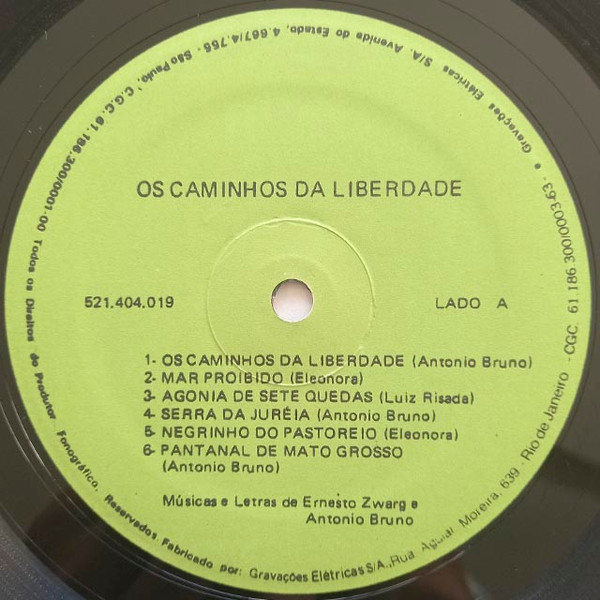 OS CAMINHOS DA LIBERDADE
521.404.019
LADO A
1- OS CAMINHOS DA LIBERDADE (Antonio Bruno)
2- MAR PROIBIDO (Eleonora)
3- AGONIA DE SETE QUEDAS (Luiz Risada)
4- SERRA DA JURÉIA (Antonio Bruno)
5- NEGRINHO DO PASTOREIO (Eleonora)
6- PANTANAL DE MATO GROSSO
(Antonio Bruno)
Músicas e Letras de Ernesto Zwarg e
Antonio Bruno
Gravações Elétricas S/A. Avenida do Estado, 4.667/4.755 - São Paulo, C.G.C. 61.186.300/0001-00 Todos os Direitos do Produtor Fonográfico. Reservados. Fabricado por: Gravações Elétricas S/A.,Rua Aguiar Moreira, 639 - Rio de Janeiro - CGC. 61 186 300/0003-63 -